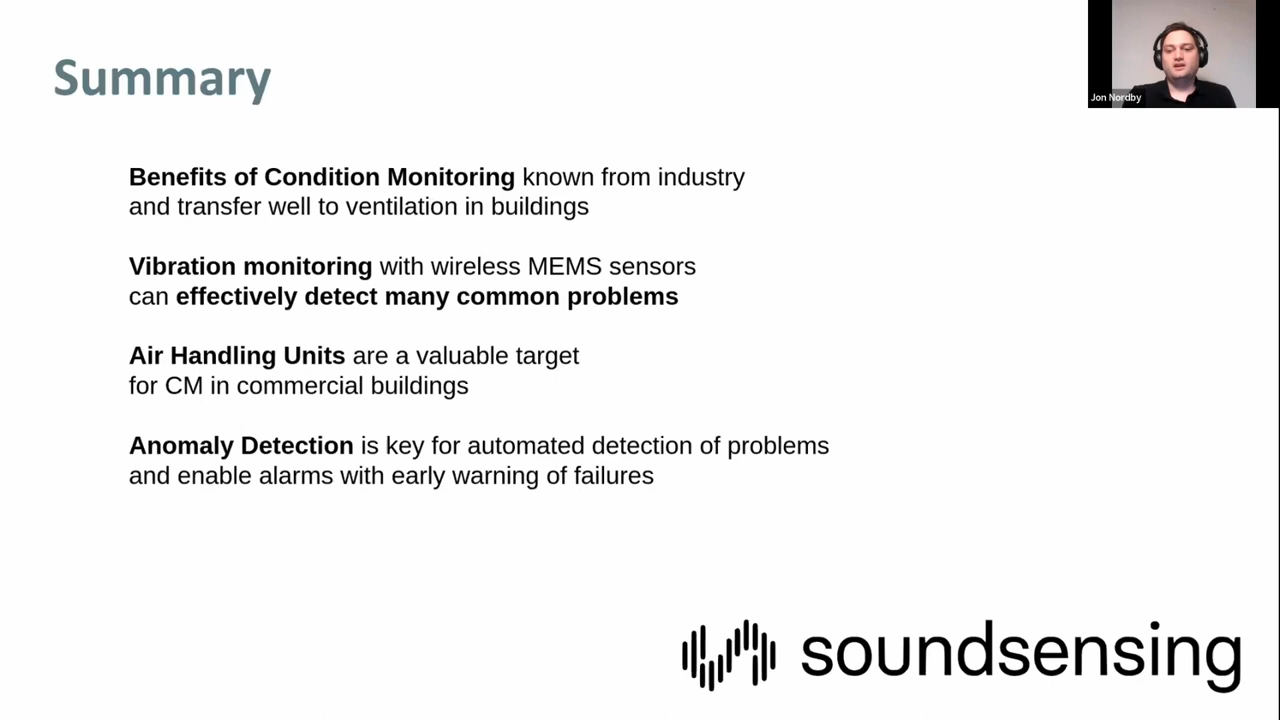 Summary
Jon Nordby
Benefits of Condition Monitoring known from industry
and transfer well to ventilation in buildings
Vibration monitoring with wireless MEMS sensors
can effectively detect many common problems
Air Handling Units are a valuable target
for CM in commercial buildings
Anomaly Detection is key for automated detection of problems
and enable alarms with early warning of failures
soundsensing